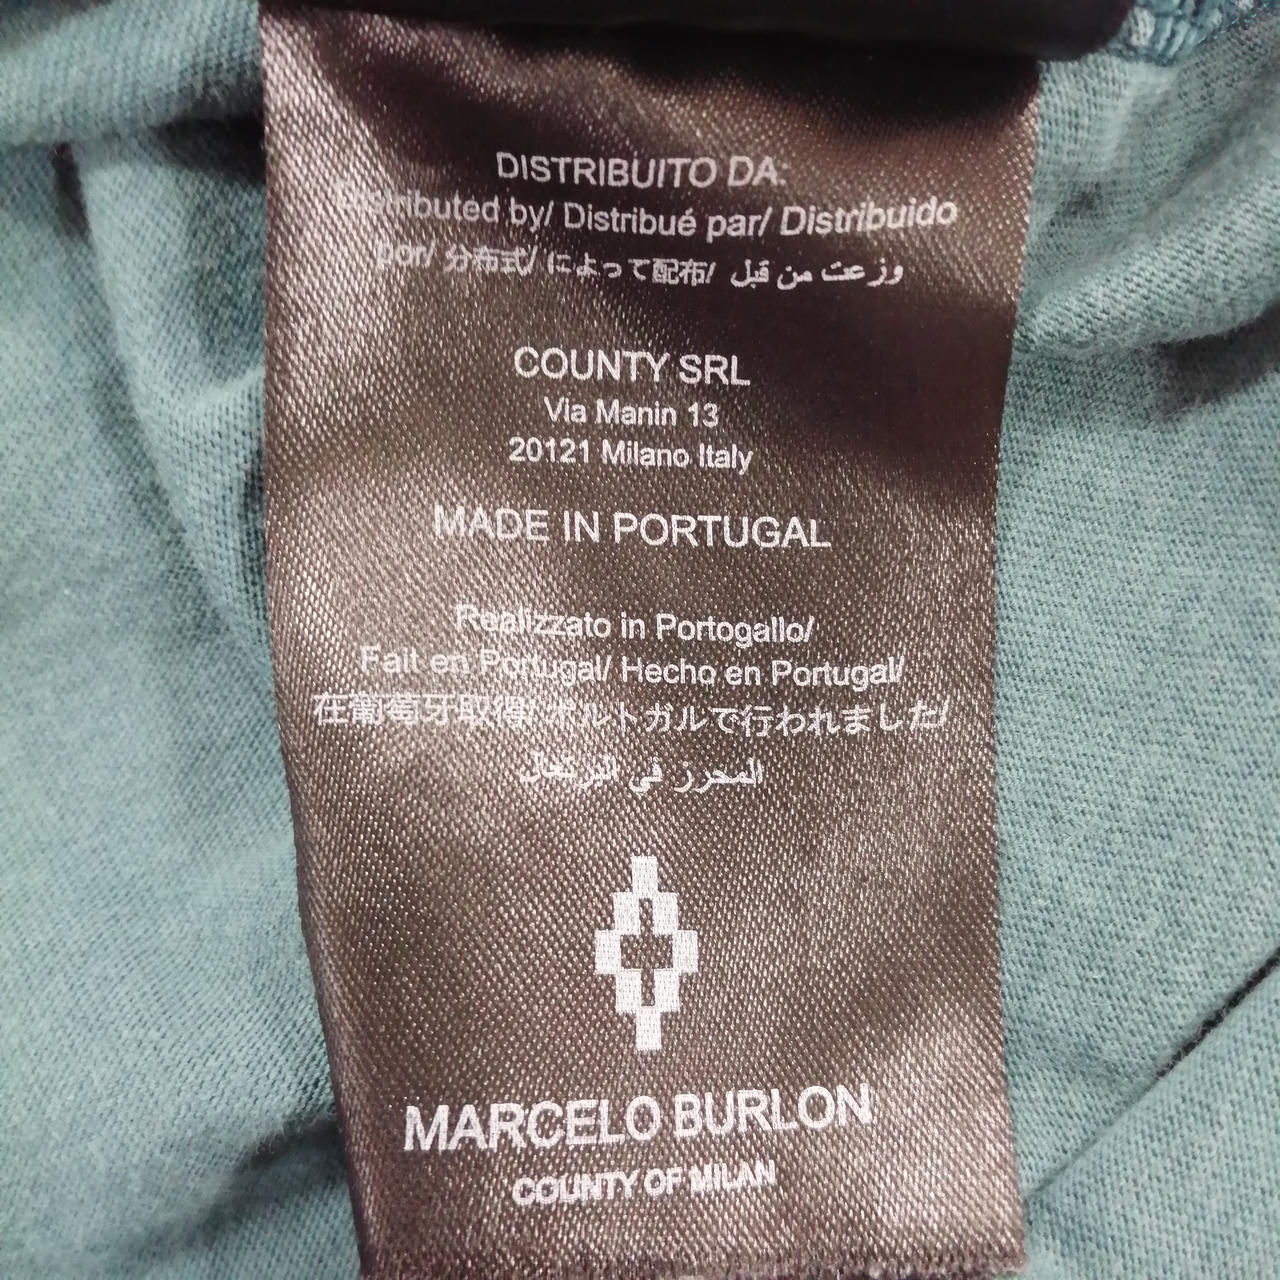 DISTRIBUITO DA:
Distributed by/ Distribué par/ Distribuido
por/ 分布式/ によって配布/ وزعت من قبل
COUNTY SRL
Via Manin 13
20121 Milano Italy
MADE IN PORTUGAL
Realizzato in Portogallo/
Fait en Portugal/ Hecho en Portugal/
在葡萄牙取得/ ポルトガルで行われました/
المحرز في البرتغال
MARCELO BURLON
COUNTY OF MILAN